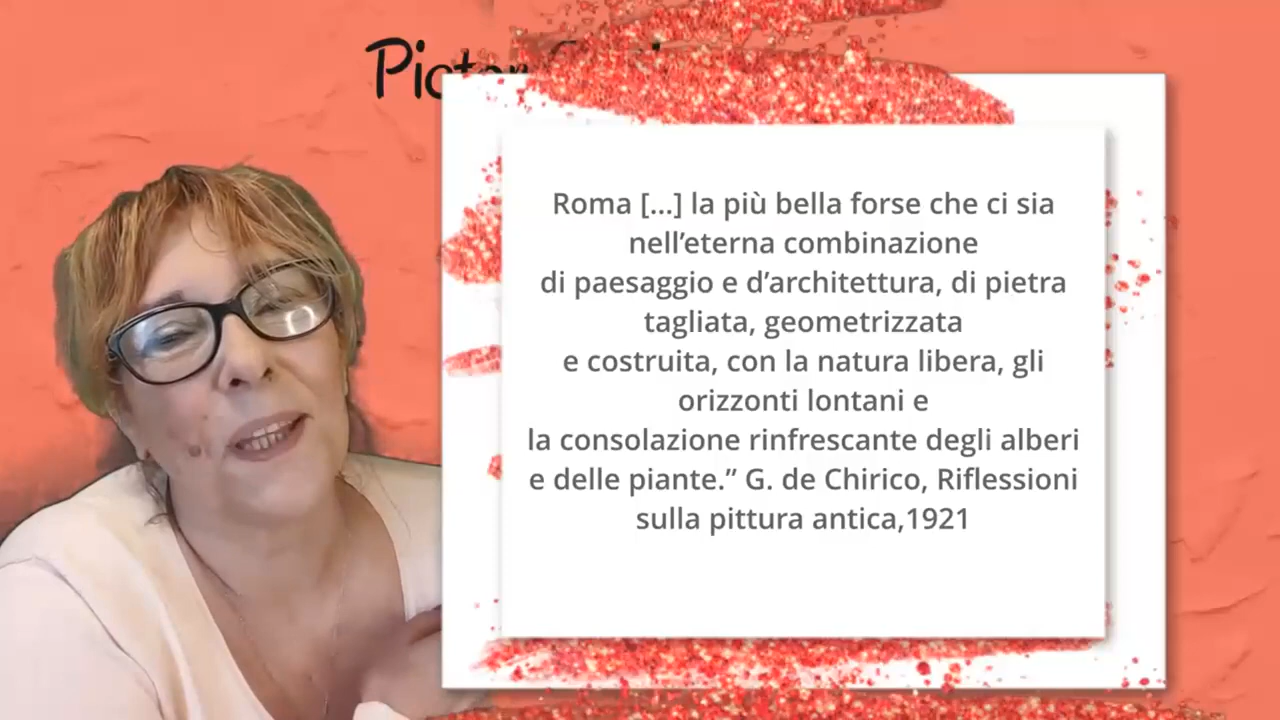 Roma [...] la più bella forse che ci sia
nell’eterna combinazione
di paesaggio e d’architettura, di pietra
tagliata, geometrizzata
e costruita, con la natura libera, gli
orizzonti lontani e
la consolazione rinfrescante degli alberi
e delle piante.” G. de Chirico, Riflessioni
sulla pittura antica,1921